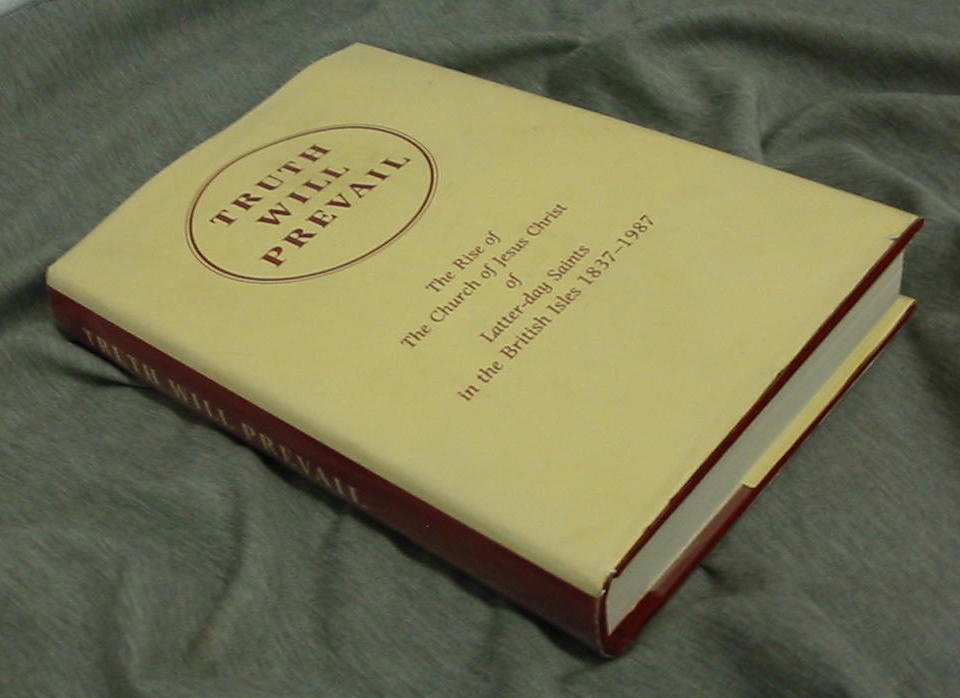 TRUTH
WILL
PREVAIL
The Rise of
The Church of Jesus Christ
of
Latter-day Saints
in the British Isles 1837–1987
TRUTH WILL PREVAIL